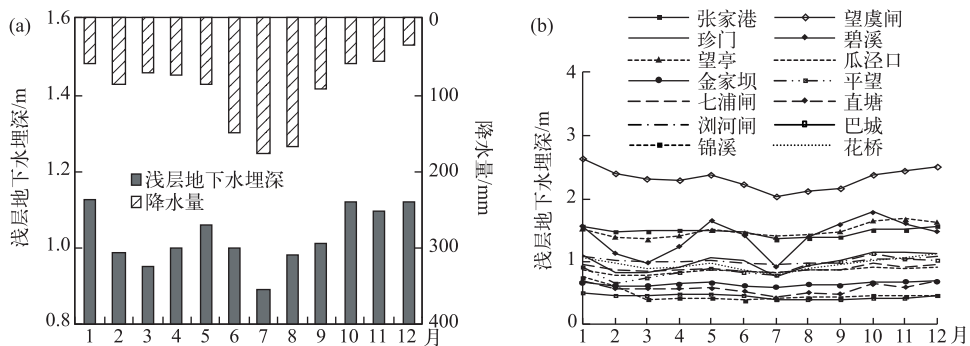 (a)
1.6
1.4
1.2
1.0
0.8
浅层地下水埋深/m
0
100
200
300
400
降水量/mm
浅层地下水埋深
降水量
1 2 3 4 5 6 7 8 9 10 11 12 月
(b)
张家港 望虞闸
珍门 碧溪
望亭 瓜泾口
金家坝 平望
七浦闸 直塘
浏河闸 巴城
锦溪 花桥
4
3
2
1
0
浅层地下水埋深/m
1 2 3 4 5 6 7 8 9 10 11 12 月